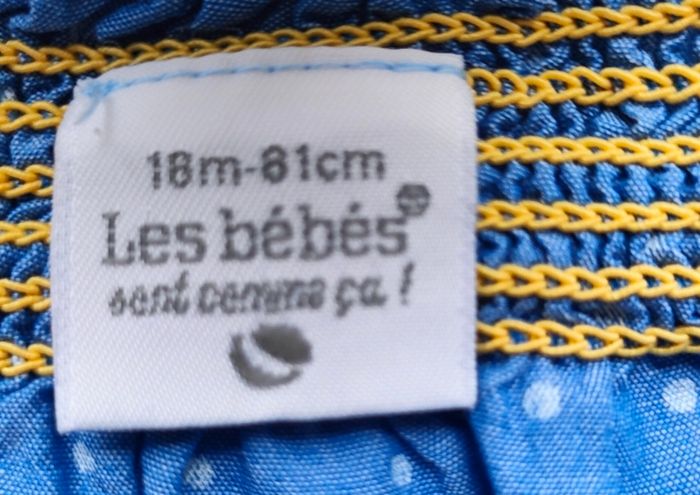 18m-81cm
Les bébés
sont comme ça !